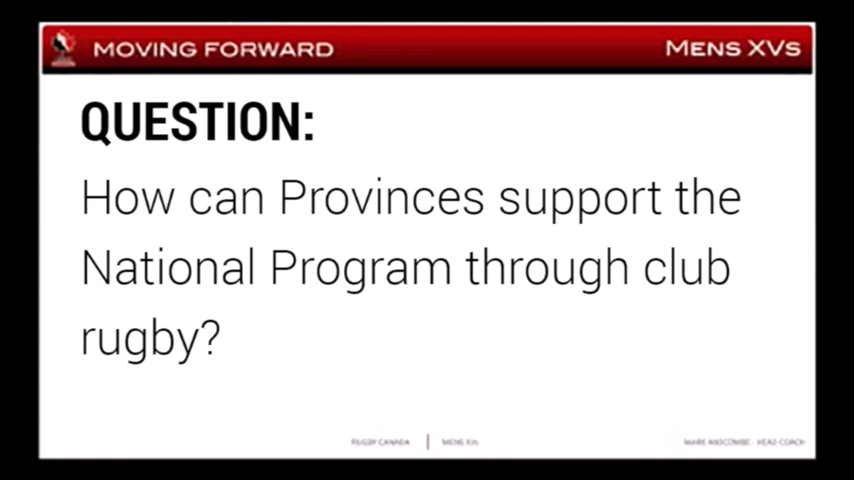 MOVING FORWARD
MENS XVs
QUESTION:
How can Provinces support the
National Program through club
rugby?
RUGBY CANADA
MENS XVs
MARK ANSCOMBE - HEAD COACH